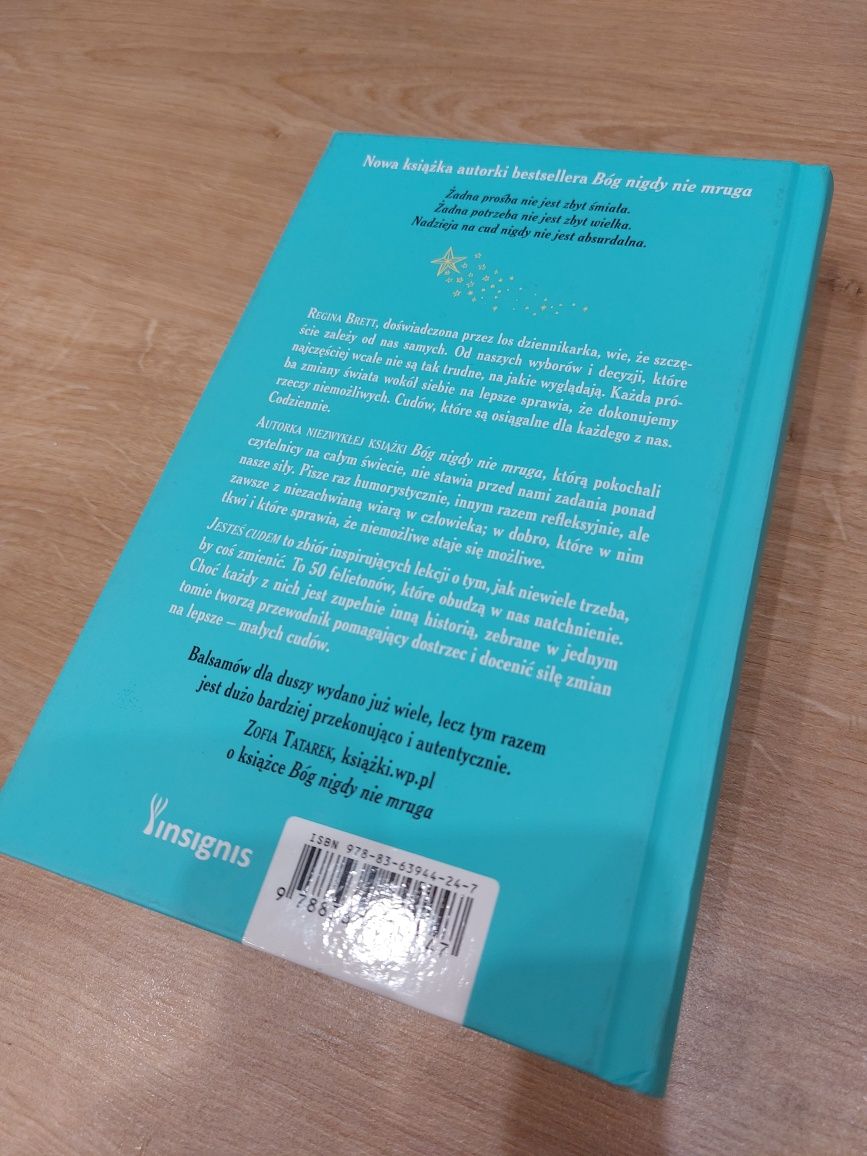 Nowa książka autorki bestsellera Bóg nigdy nie mruga
Żadna prośba nie jest zbyt śmiała.
Żadna potrzeba nie jest zbyt wielka.
Nadzieja na cud nigdy nie jest absurdalna.
Regina Brett, doświadczona przez los dziennikarka, wie, że szczę-
ście zależy od nas samych. Od naszych wyborów i decyzji, które
najczęściej wcale nie są tak trudne, na jakie wyglądają. Każda pró-
ba zmiany świata wokół siebie na lepsze sprawia, że dokonujemy
rzeczy niemożliwych. Cudów, które są osiągalne dla każdego z nas.
Codziennie.
Autorka niezwykłej książki Bóg nigdy nie mruga, którą pokochali
czytelnicy na całym świecie, nie stawia przed nami zadania ponad
nasze siły. Pisze raz humorystycznie, innym razem refleksyjnie, ale
zawsze z niezachwianą wiarą w człowieka; w dobro, które w nim
tkwi i które sprawia, że niemożliwe staje się możliwe.
Jesteś cudem to zbiór inspirujących lekcji o tym, jak niewiele trzeba,
by coś zmienić. To 50 felietonów, które obudzą w nas natchnienie.
Choć każdy z nich jest zupełnie inną historią, zebrane w jednym
tomie tworzą przewodnik pomagający dostrzec i docenić siłę zmian
na lepsze – małych cudów.
Balsamów dla duszy wydano już wiele, lecz tym razem
jest dużo bardziej przekonująco i autentycznie.
Zofia Tatarek, książki.wp.pl
o książce Bóg nigdy nie mruga
insignis
ISBN 978-83-63944-24-7